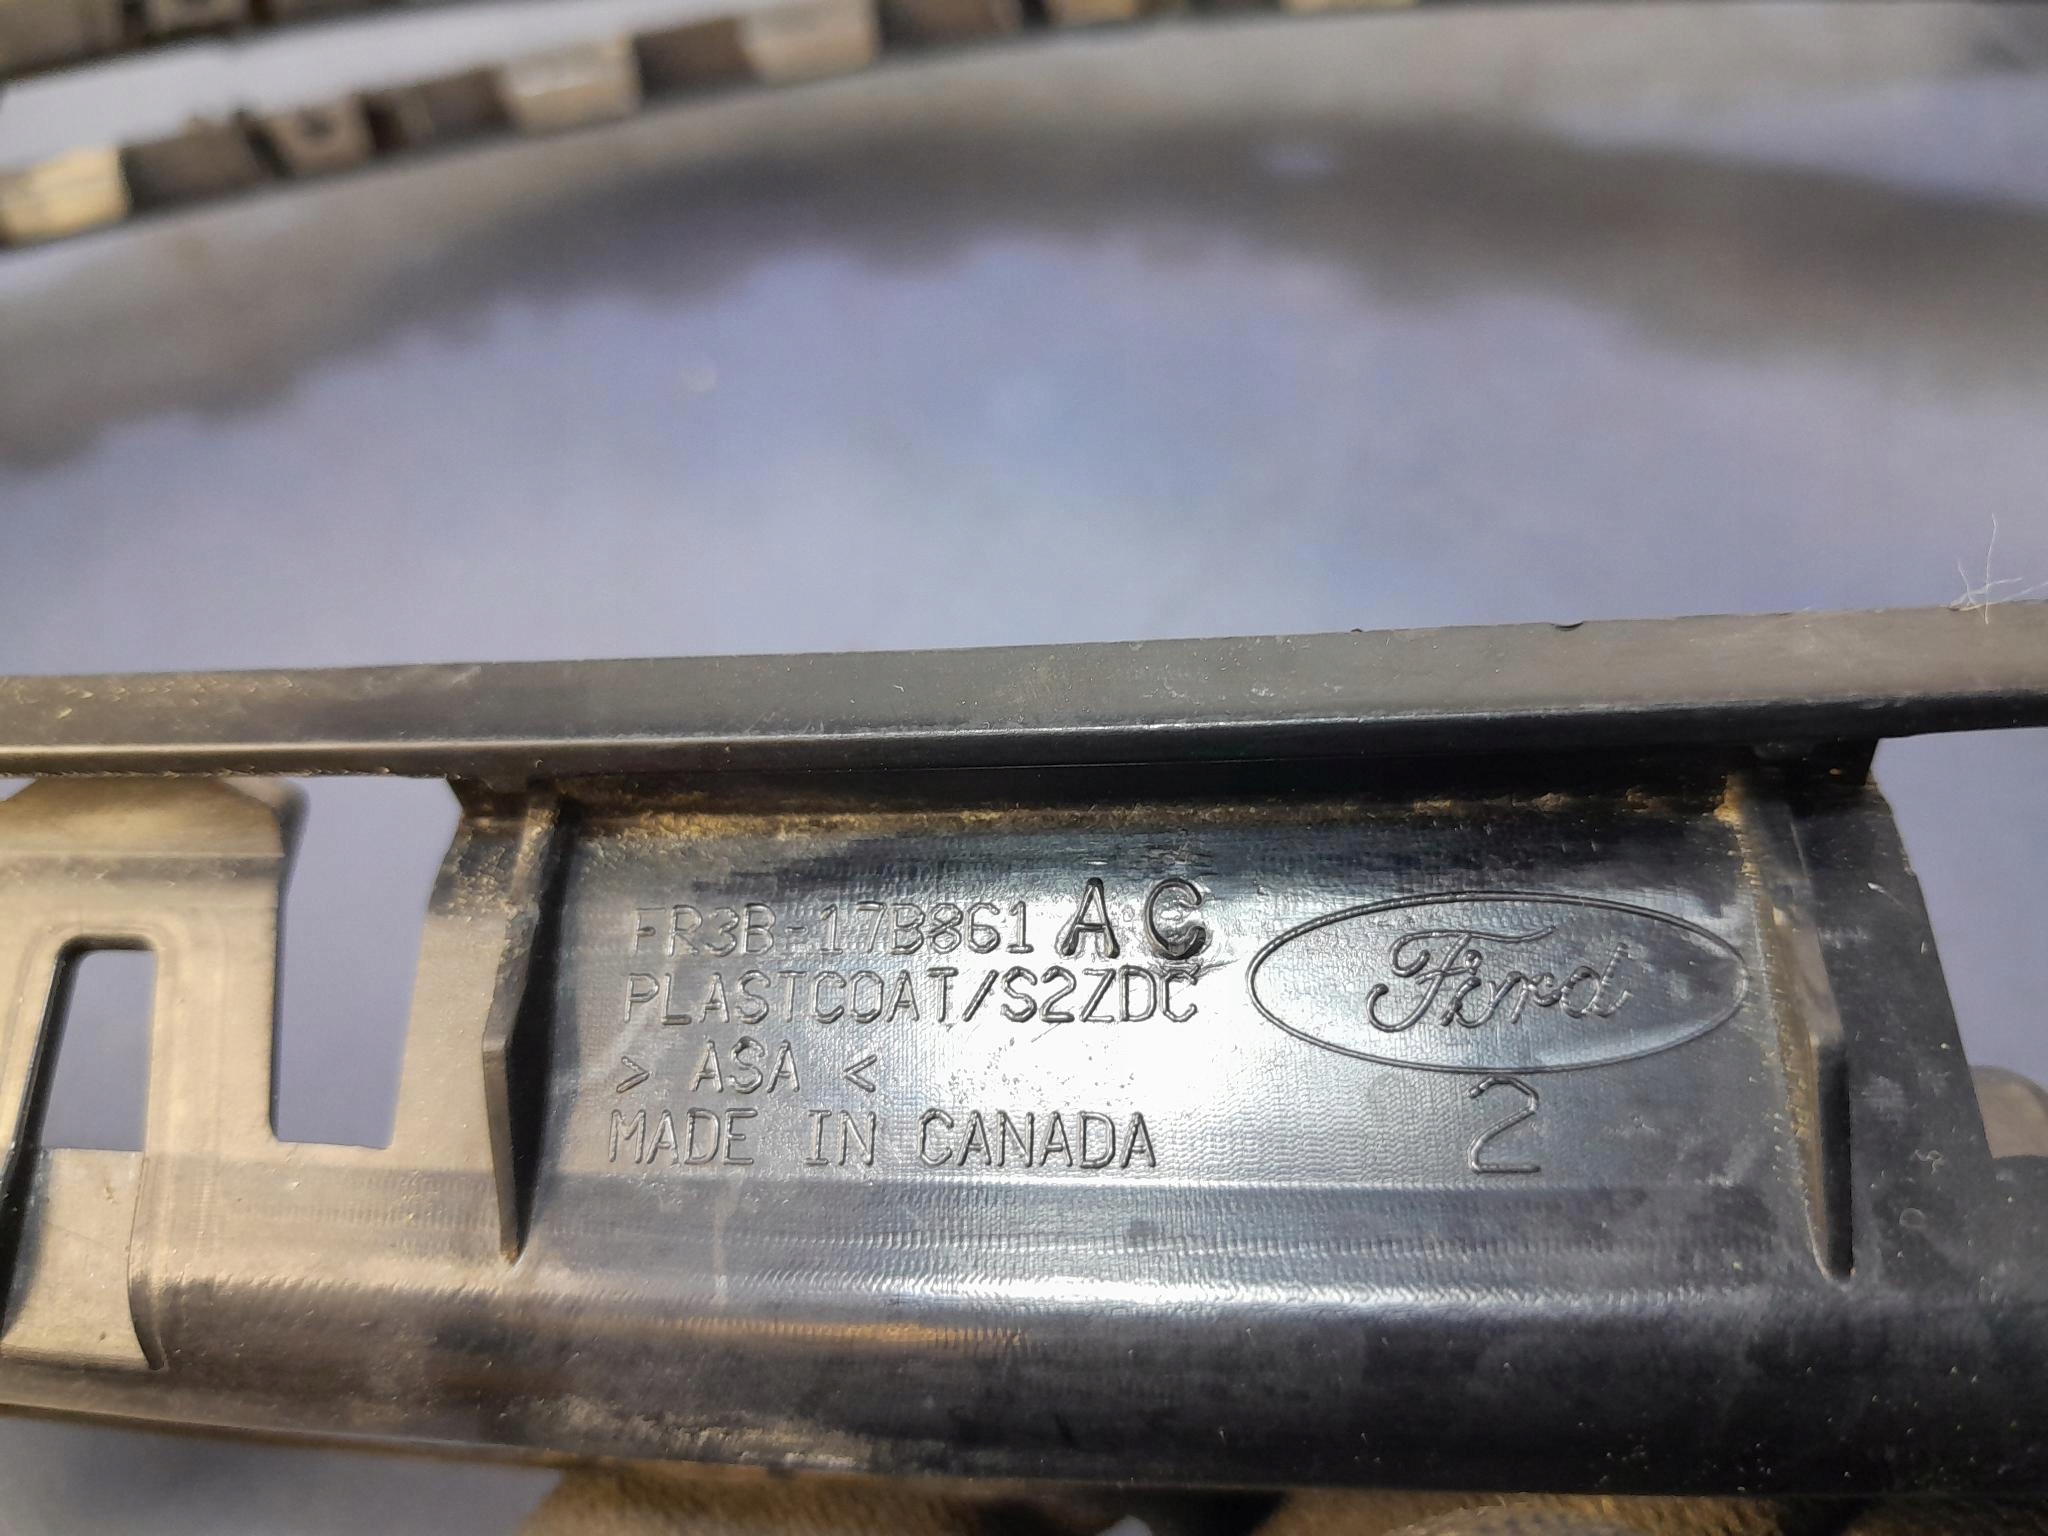 FR3B-17B861 AC
PLASTCOAT/S2ZDC
> ASA <
MADE IN CANADA
Ford
2